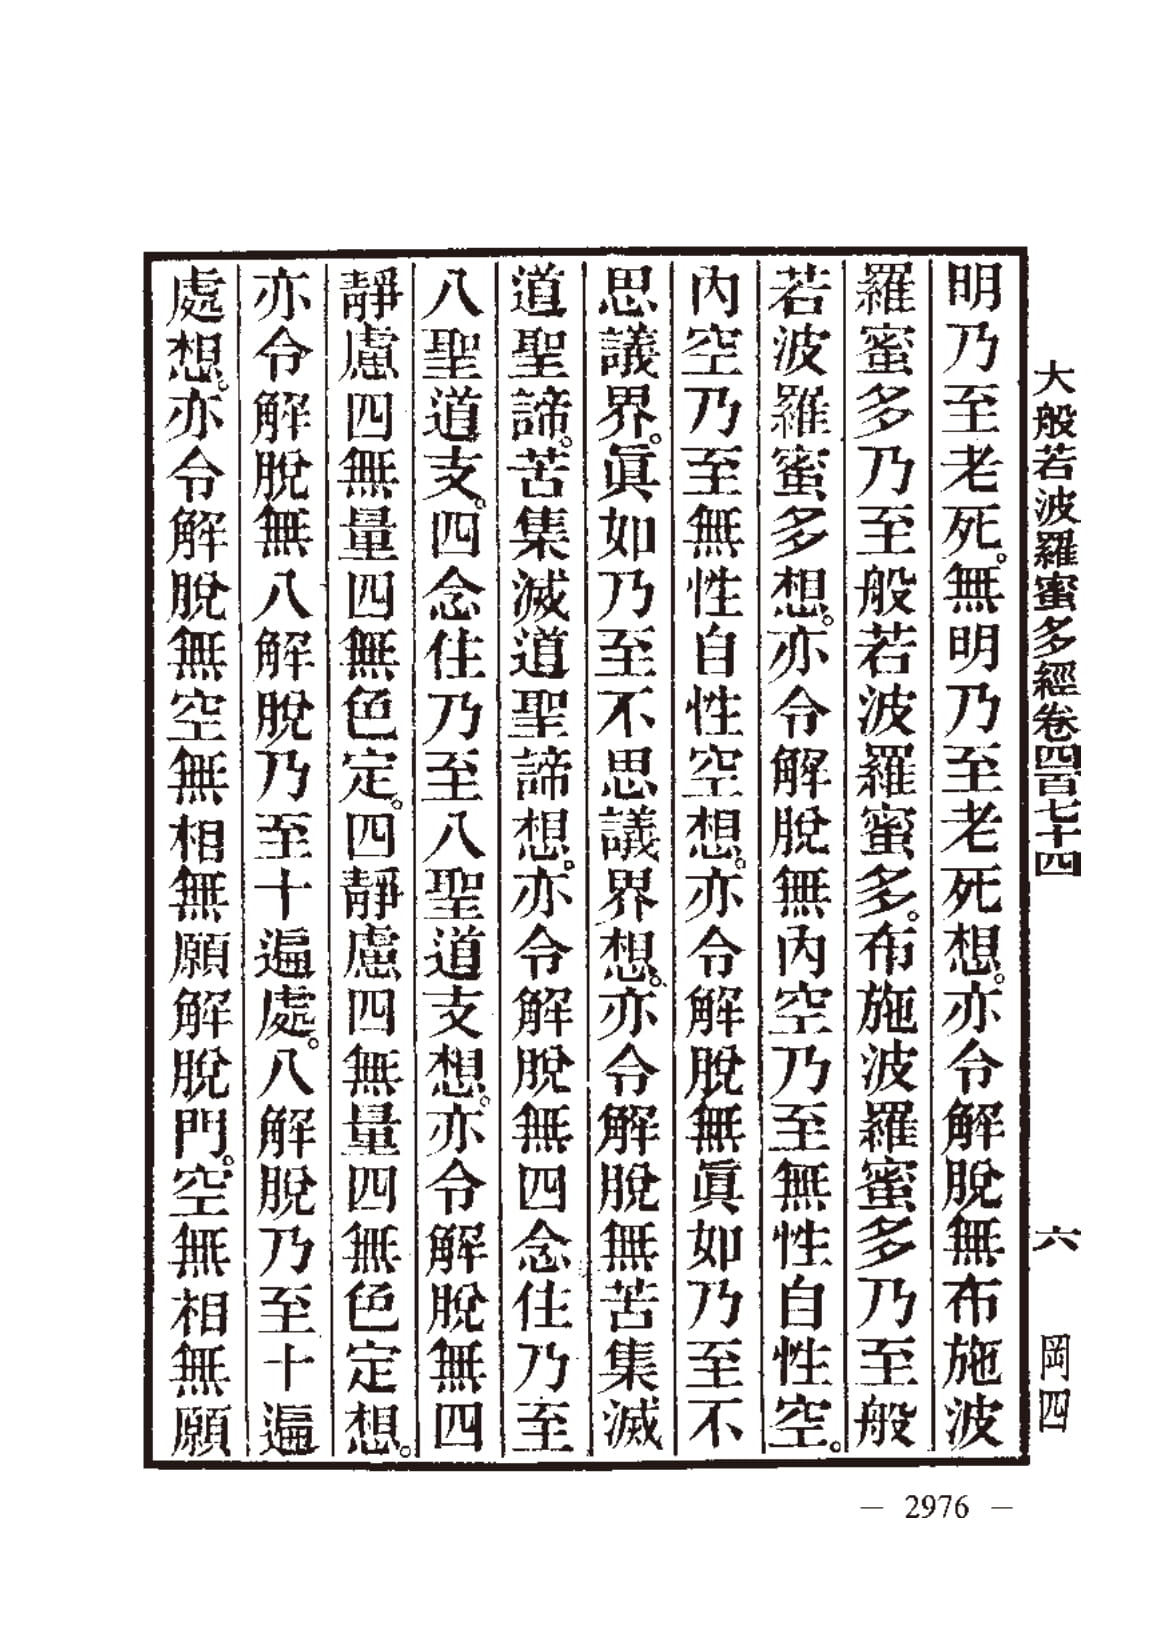 大般若波羅蜜多經卷四百七十四　六　岡四
明乃至老死。無明乃至老死想。亦令解脫無布施波
羅蜜多乃至般若波羅蜜多。布施波羅蜜多乃至般
若波羅蜜多想。亦令解脫無內空乃至無性自性空。
內空乃至無性自性空想。亦令解脫無眞如乃至不
思議界。眞如乃至不思議界想。亦令解脫無苦集滅
道聖諦。苦集滅道聖諦想。亦令解脫無四念住乃至
八聖道支。四念住乃至八聖道支想。亦令解脫無四
靜慮四無量四無色定。四靜慮四無量四無色定想。
亦令解脫無八解脫乃至十遍處。八解脫乃至十遍
處想。亦令解脫無空無相無願解脫門。空無相無願
— 2976 —